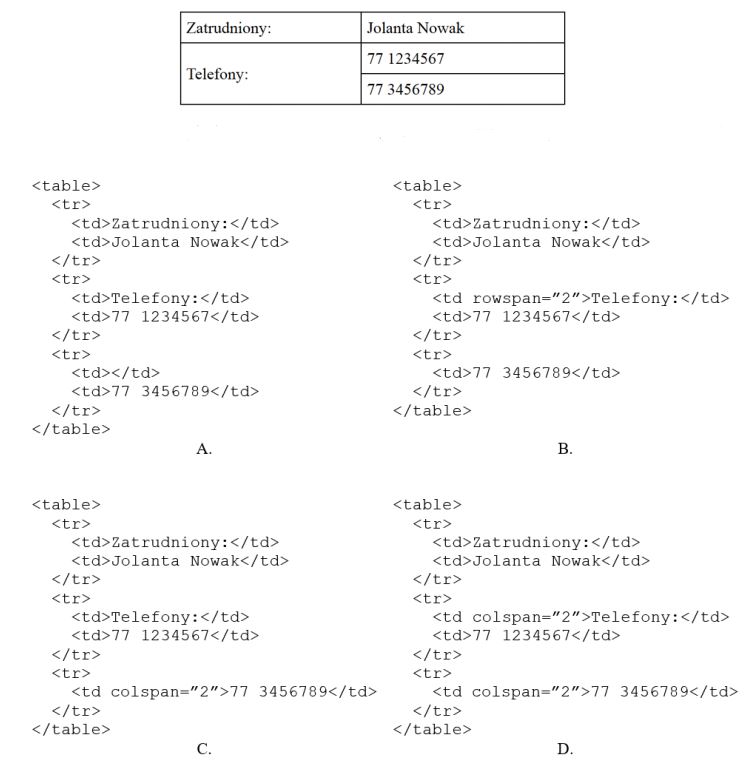 Zatrudniony: Jolanta Nowak
77 1234567
Telefony:
77 3456789
<table>
<tr>
<td>Zatrudniony:</td>
<td>Jolanta Nowak</td>
</tr>
<tr>
<td>Telefony:</td>
<td>77 1234567</td>
</tr>
<tr>
<td></td>
<td>77 3456789</td>
</tr>
</table>
A.
<table>
<tr>
<td>Zatrudniony:</td>
<td>Jolanta Nowak</td>
</tr>
<tr>
<td rowspan=″2″>Telefony:</td>
<td>77 1234567</td>
</tr>
<tr>
<td>77 3456789</td>
</tr>
</table>
B.
<table>
<tr>
<td>Zatrudniony:</td>
<td>Jolanta Nowak</td>
</tr>
<tr>
<td>Telefony:</td>
<td>77 1234567</td>
</tr>
<tr>
<td colspan=″2″>77 3456789</td>
</tr>
</table>
C.
<table>
<tr>
<td>Zatrudniony:</td>
<td>Jolanta Nowak</td>
</tr>
<tr>
<td colspan=″2″>Telefony:</td>
<td>77 1234567</td>
</tr>
<tr>
<td colspan=″2″>77 3456789</td>
</tr>
</table>
D.